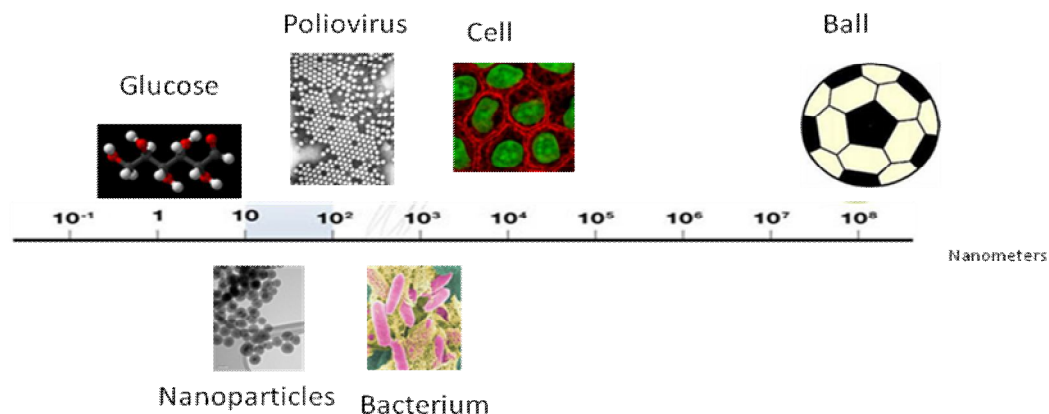 Poliovirus
Cell
Ball
Glucose
10⁻¹ 1 10 10² 10³ 10⁴ 10⁵ 10⁶ 10⁷ 10⁸
Nanometers
Nanoparticles
Bacterium